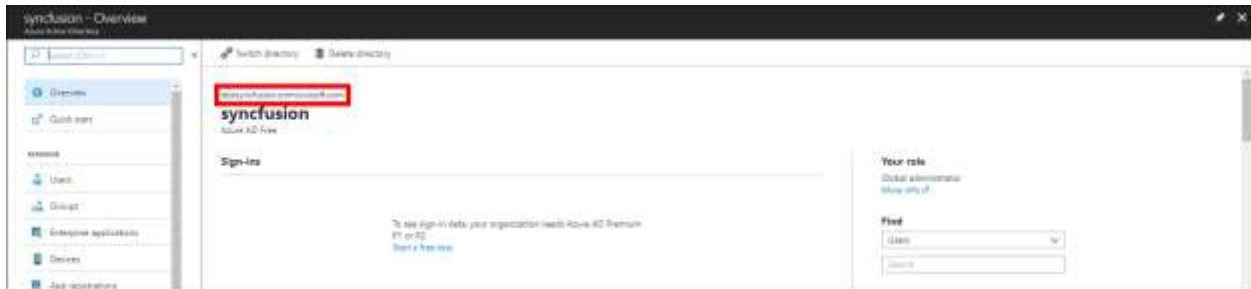 syncfusion - Overview
Azure Active Directory
Switch directory
Delete directory
Overview
Quick start
syncfusion
Azure AD Free
Sign-ins
To see sign-in data, your organization needs Azure AD Premium
P1 or P2.
Start a free trial
Your role
Global administrator
More info
Find
Users
Search
MANAGE
Users
Groups
Enterprise applications
Devices
App registrations